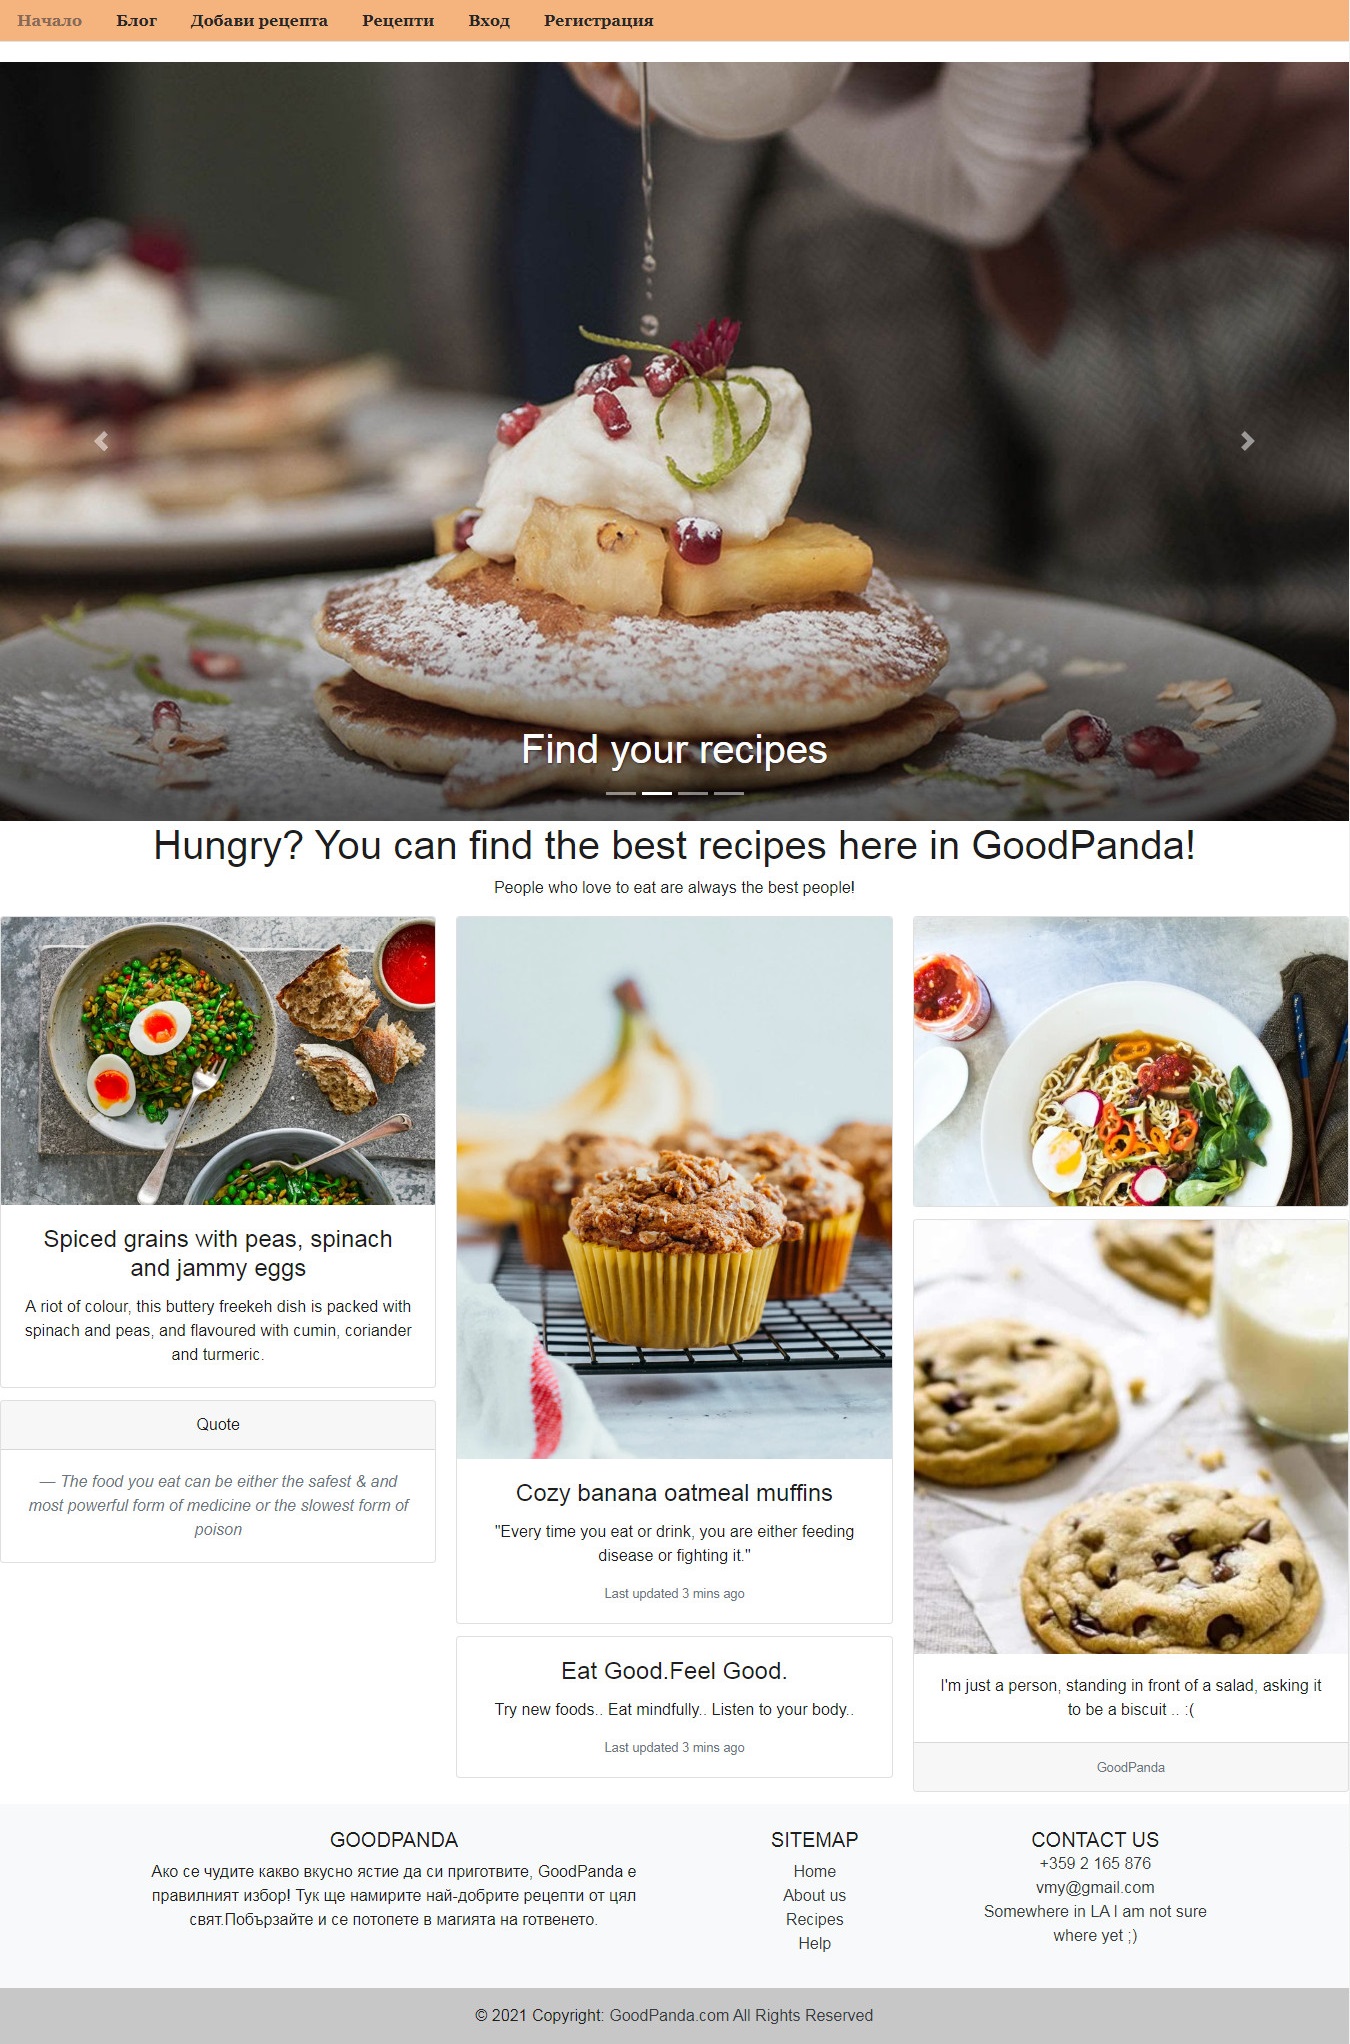 Начало Блог Добави рецепта Рецепти Вход Регистрация
Find your recipes
Hungry? You can find the best recipes here in GoodPanda!
People who love to eat are always the best people!
Spiced grains with peas, spinach
and jammy eggs
A riot of colour, this buttery freekeh dish is packed with
spinach and peas, and flavoured with cumin, coriander
and turmeric.
Quote
— The food you eat can be either the safest & and
most powerful form of medicine or the slowest form of
poison
Cozy banana oatmeal muffins
"Every time you eat or drink, you are either feeding
disease or fighting it."
Last updated 3 mins ago
Eat Good.Feel Good.
Try new foods.. Eat mindfully.. Listen to your body..
Last updated 3 mins ago
I'm just a person, standing in front of a salad, asking it
to be a biscuit .. :(
GoodPanda
GOODPANDA
Ако се чудите какво вкусно ястие да си приготвите, GoodPanda е
правилният избор! Тук ще намирите най-добрите рецепти от цял
свят.Побързайте и се потопете в магията на готвенето.
SITEMAP
Home
About us
Recipes
Help
CONTACT US
+359 2 165 876
vmy@gmail.com
Somewhere in LA I am not sure
where yet ;)
© 2021 Copyright: GoodPanda.com All Rights Reserved